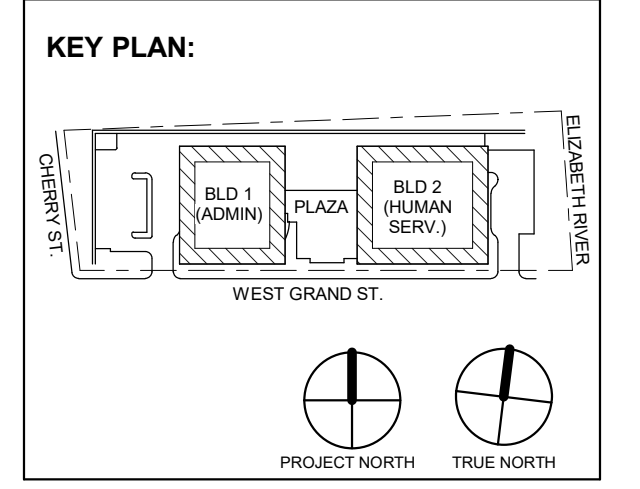 KEY PLAN:
CHERRY ST.
BLD 1
(ADMIN)
PLAZA
BLD 2
(HUMAN
SERV.)
ELIZABETH RIVER
WEST GRAND ST.
PROJECT NORTH
TRUE NORTH